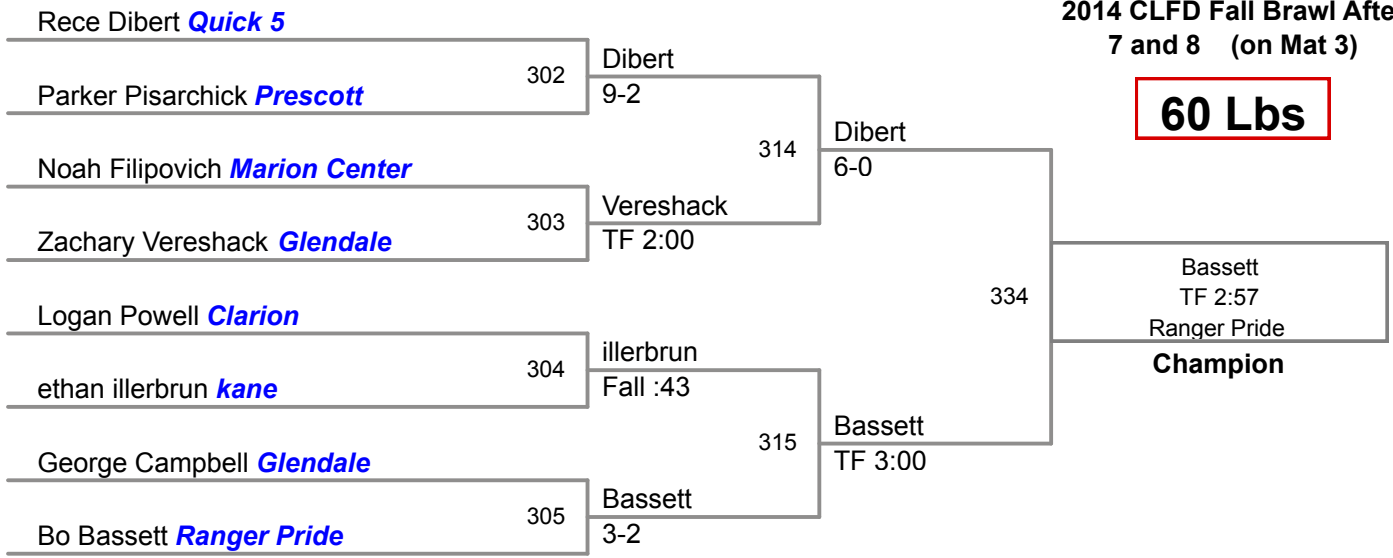 Rece Dibert Quick 5
2014 CLFD Fall Brawl Afte
7 and 8 (on Mat 3)
60 Lbs
302
Dibert
9-2
Parker Pisarchick Prescott
314
Dibert
6-0
Noah Filipovich Marion Center
303
Vereshack
TF 2:00
Zachary Vereshack Glendale
334
Bassett
TF 2:57
Ranger Pride
Champion
Logan Powell Clarion
304
illerbrun
Fall :43
ethan illerbrun kane
315
Bassett
TF 3:00
George Campbell Glendale
305
Bassett
3-2
Bo Bassett Ranger Pride